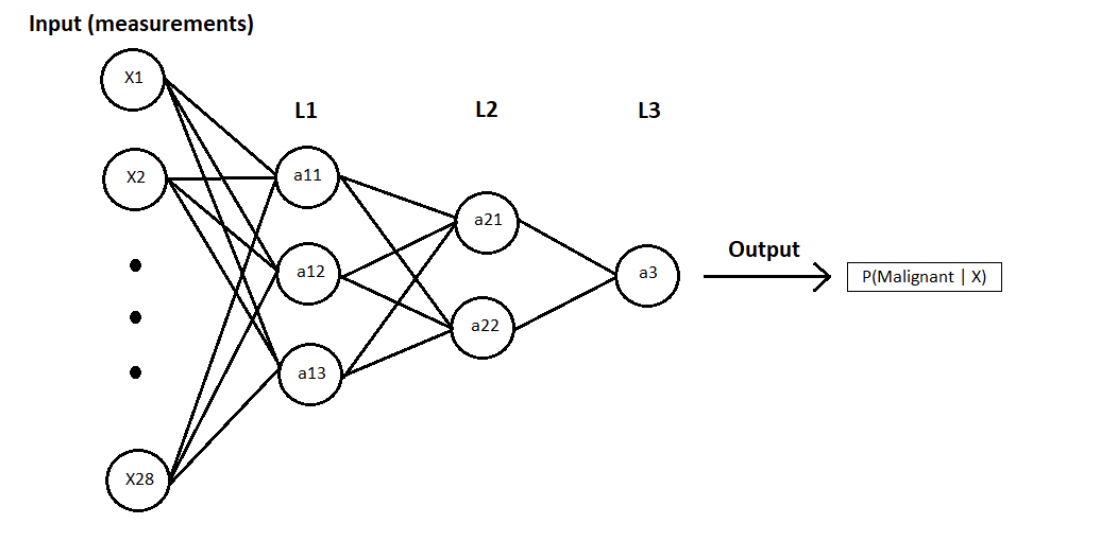 Input (measurements)
X1
L1
L2
L3
X2
a11
a21
Output
a12
a3
P(Malignant | X)
a22
a13
X28